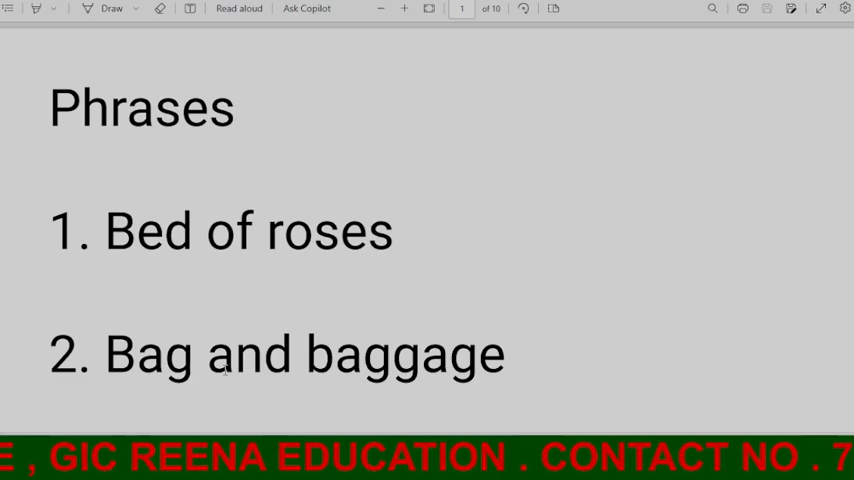 Draw Read aloud Ask Copilot 1 of 10
Phrases
1. Bed of roses
2. Bag and baggage
E , GIC REENA EDUCATION . CONTACT NO . 7